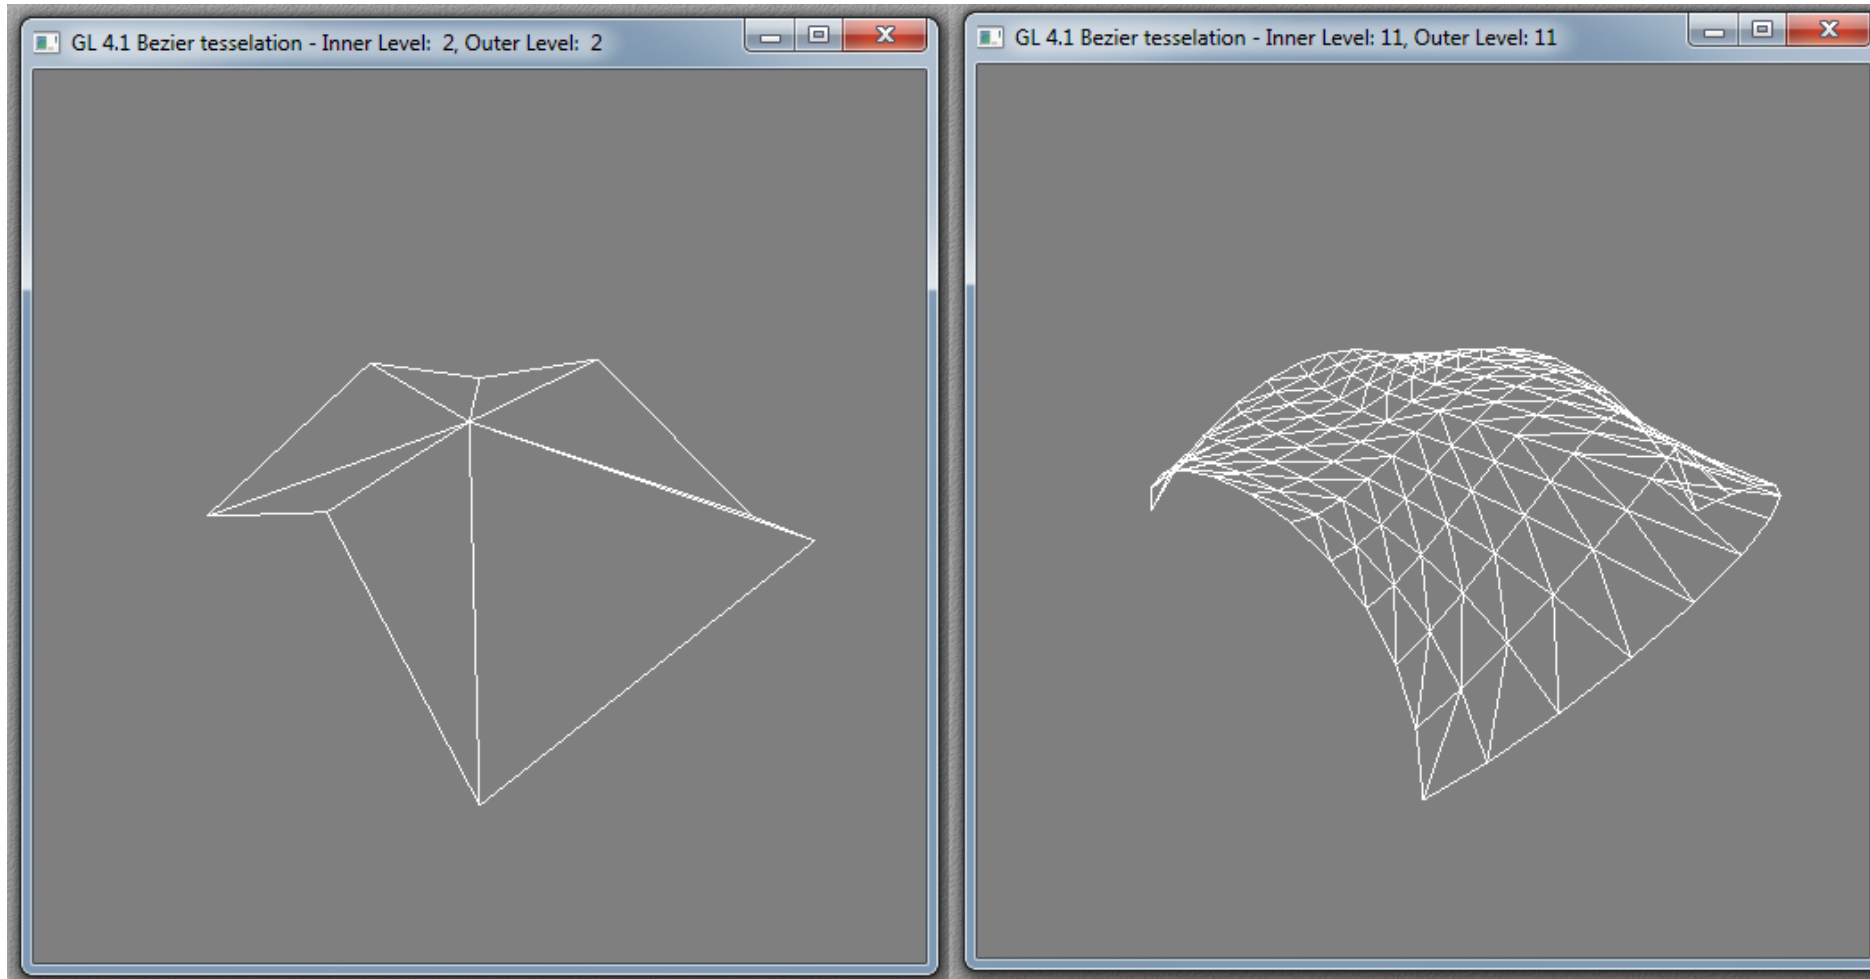 GL 4.1 Bezier tesselation - Inner Level:  2, Outer Level:  2
GL 4.1 Bezier tesselation - Inner Level: 11, Outer Level: 11